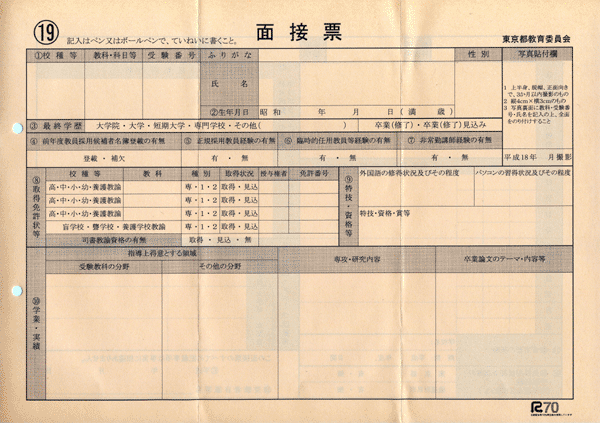 ⑲ 記入はペン又はボールペンで、ていねいに書くこと。 面接票 東京都教育委員会
①校種等 教科・科目等 受験番号 ふりがな 性別 写真貼付欄
氏名
1 上半身、脱帽、正面向きで、3か月以内撮影のもの
2 縦4cm×横3cmのもの
3 写真裏面に教科・受験番号・氏名を記入の上、全面をのり付けすること
②生年月日 昭和 年 月 日(満 歳)
③最終学歴 大学院・大学・短期大学・専門学校・その他( ) 卒業(修了)・卒業(修了)見込み
④ 前年度教員採用候補者名簿登載の有無 ⑤ 正規採用教員経験の有無 ⑥ 臨時的任用教員等経験の有無 ⑦ 非常勤講師経験の有無
登載・補欠 有・無 有・無 有・無 平成18年 月撮影
⑧取得免許状等 校種等 教科 種別 取得状況 授与権者 免許番号
高・中・小・幼・養護教諭 専・1・2 取得・見込
高・中・小・幼・養護教諭 専・1・2 取得・見込
高・中・小・幼・養護教諭 専・1・2 取得・見込
盲学校・聾学校・養護学校教諭 専・1・2 取得・見込
司書教諭資格の有無 取得・見込・無
⑨特技・資格等 外国語の修得状況及びその程度 パソコンの習得状況及びその程度
特技・資格・賞等
⑩学業・実績 指導上得意とする領域 専攻・研究内容 卒業論文のテーマ・内容等
受験教科の分野 その他の分野
R70